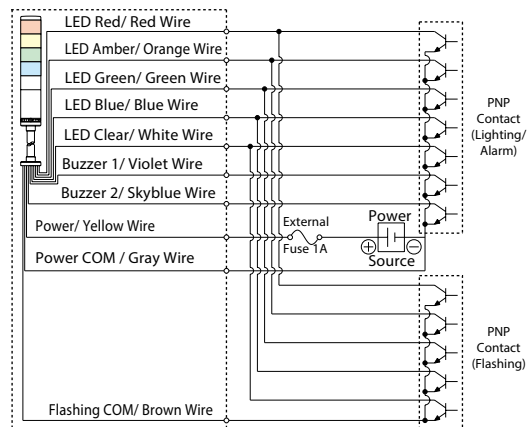 LED Red/ Red Wire
LED Amber/ Orange Wire
LED Green/ Green Wire
LED Blue/ Blue Wire
LED Clear/ White Wire
Buzzer 1/ Violet Wire
Buzzer 2/ Skyblue Wire
Power/ Yellow Wire
Power COM / Gray Wire
Flashing COM/ Brown Wire
External
Fuse 1A
Power
+ −
Source
PNP
Contact
(Lighting/
Alarm)
PNP
Contact
(Flashing)